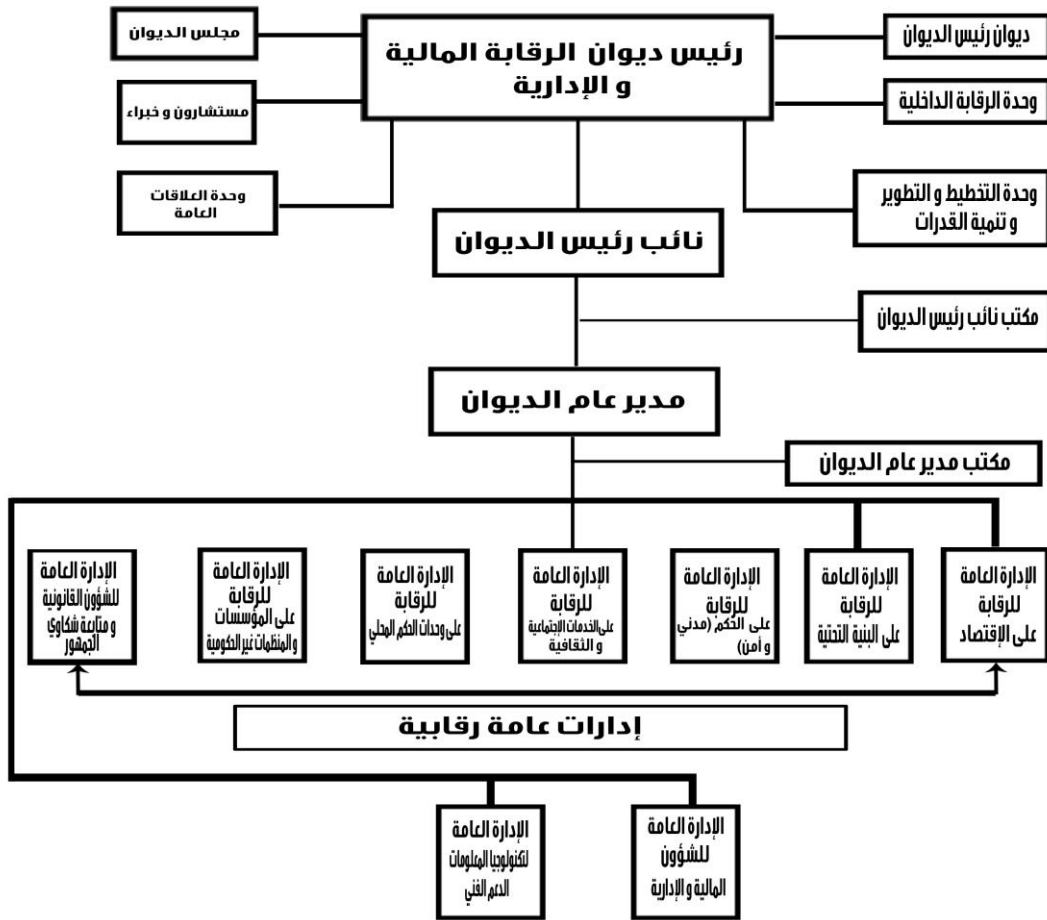 رئيس ديوان الرقابة المالية
و الإدارية
ديوان رئيس الديوان
مجلس الديوان
وحدة الرقابة الداخلية
مستشارون و خبراء
وحدة التخطيط و التطوير
و تنمية القدرات
وحدة العلاقات
العامة
نائب رئيس الديوان
مكتب نائب رئيس الديوان
مدير عام الديوان
مكتب مدير عام الديوان
الإدارة العامة
للرقابة
على الإقتصاد
الإدارة العامة
للرقابة
على البنية التحتية
الإدارة العامة
للرقابة
على الحكم (مدني
و أمن)
الإدارة العامة
للرقابة
على الخدمات الإجتماعية
و الثقافية
الإدارة العامة
للرقابة
على وحدات الحكم المحلي
الإدارة العامة
للرقابة
على المؤسسات
و المنظمات غير الحكومية
الإدارة العامة
للشؤون القانونية
و متابعة شكاوي
الجمهور
إدارات عامة رقابية
الإدارة العامة
للشؤون
المالية و الإدارية
الإدارة العامة
لتكنولوجيا المعلومات
الدعم الفني